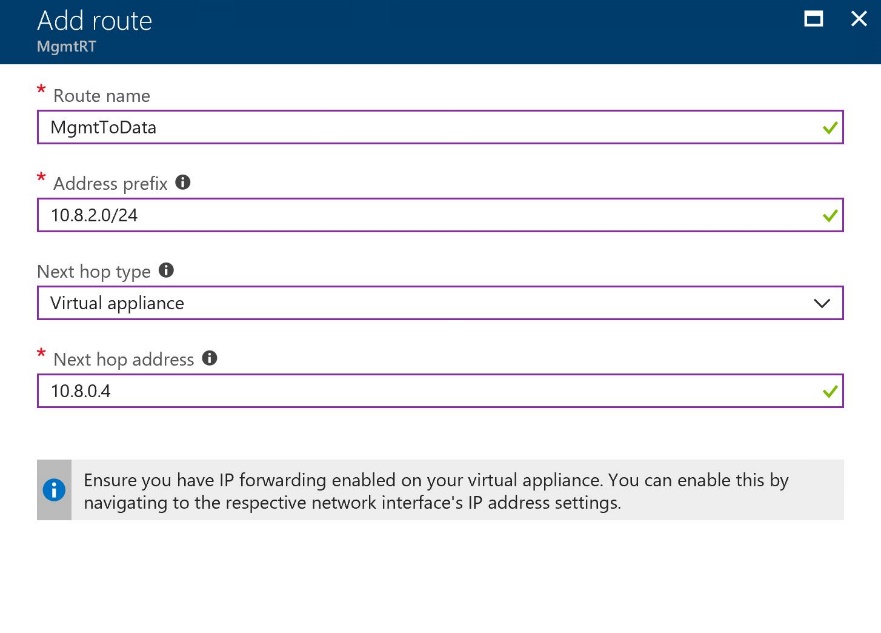 Add route
MgmtRT
* Route name
MgmtToData
* Address prefix
10.8.2.0/24
Next hop type
Virtual appliance
* Next hop address
10.8.0.4
Ensure you have IP forwarding enabled on your virtual appliance. You can enable this by
navigating to the respective network interface's IP address settings.